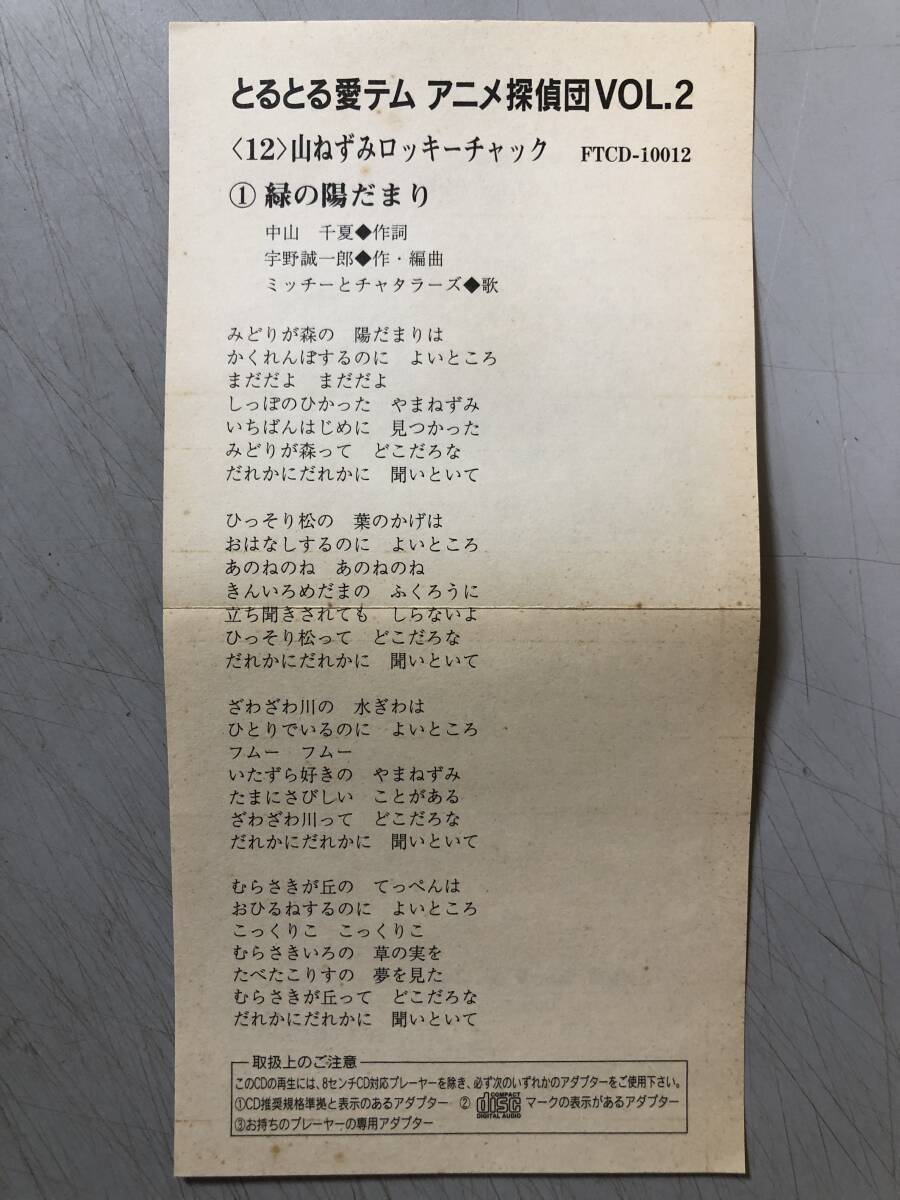 とるとる愛テム アニメ探偵団VOL.2
〈12〉山ねずみロッキーチャック FTCD-10012
①緑の陽だまり
中山　千夏◆作詞
宇野誠一郎◆作・編曲
ミッチーとチャタラーズ◆歌
みどりが森の　陽だまりは
かくれんぼするのに　よいところ
まだだよ　まだだよ
しっぽのひかった　やまねずみ
いちばんはじめに　見つかった
みどりが森って　どこだろな
だれかにだれかに　聞いといて
ひっそり松の　葉のかげは
おはなしするのに　よいところ
あのねのね　あのねのね
きんいろめだまの　ふくろうに
立ち聞きされても　しらないよ
ひっそり松って　どこだろな
だれかにだれかに　聞いといて
ざわざわ川の　水ぎわは
ひとりでいるのに　よいところ
フムー　フムー
いたずら好きの　やまねずみ
たまにさびしい　ことがある
ざわざわ川って　どこだろな
だれかにだれかに　聞いといて
むらさきが丘の　てっぺんは
おひるねするのに　よいところ
こっくりこ　こっくりこ
むらさきいろの　草の実を
たべたこりすの　夢を見た
むらさきが丘って　どこだろな
だれかにだれかに　聞いといて
取扱上のご注意
このCDの再生には、8センチCD対応プレーヤーを除き、必ず次のいずれかのアダプターをご使用下さい。
①CD推奨規格準拠と表示のあるアダプター ② COMPACT disc DIGITAL AUDIO マークの表示があるアダプター
③お持ちのプレーヤーの専用アダプター